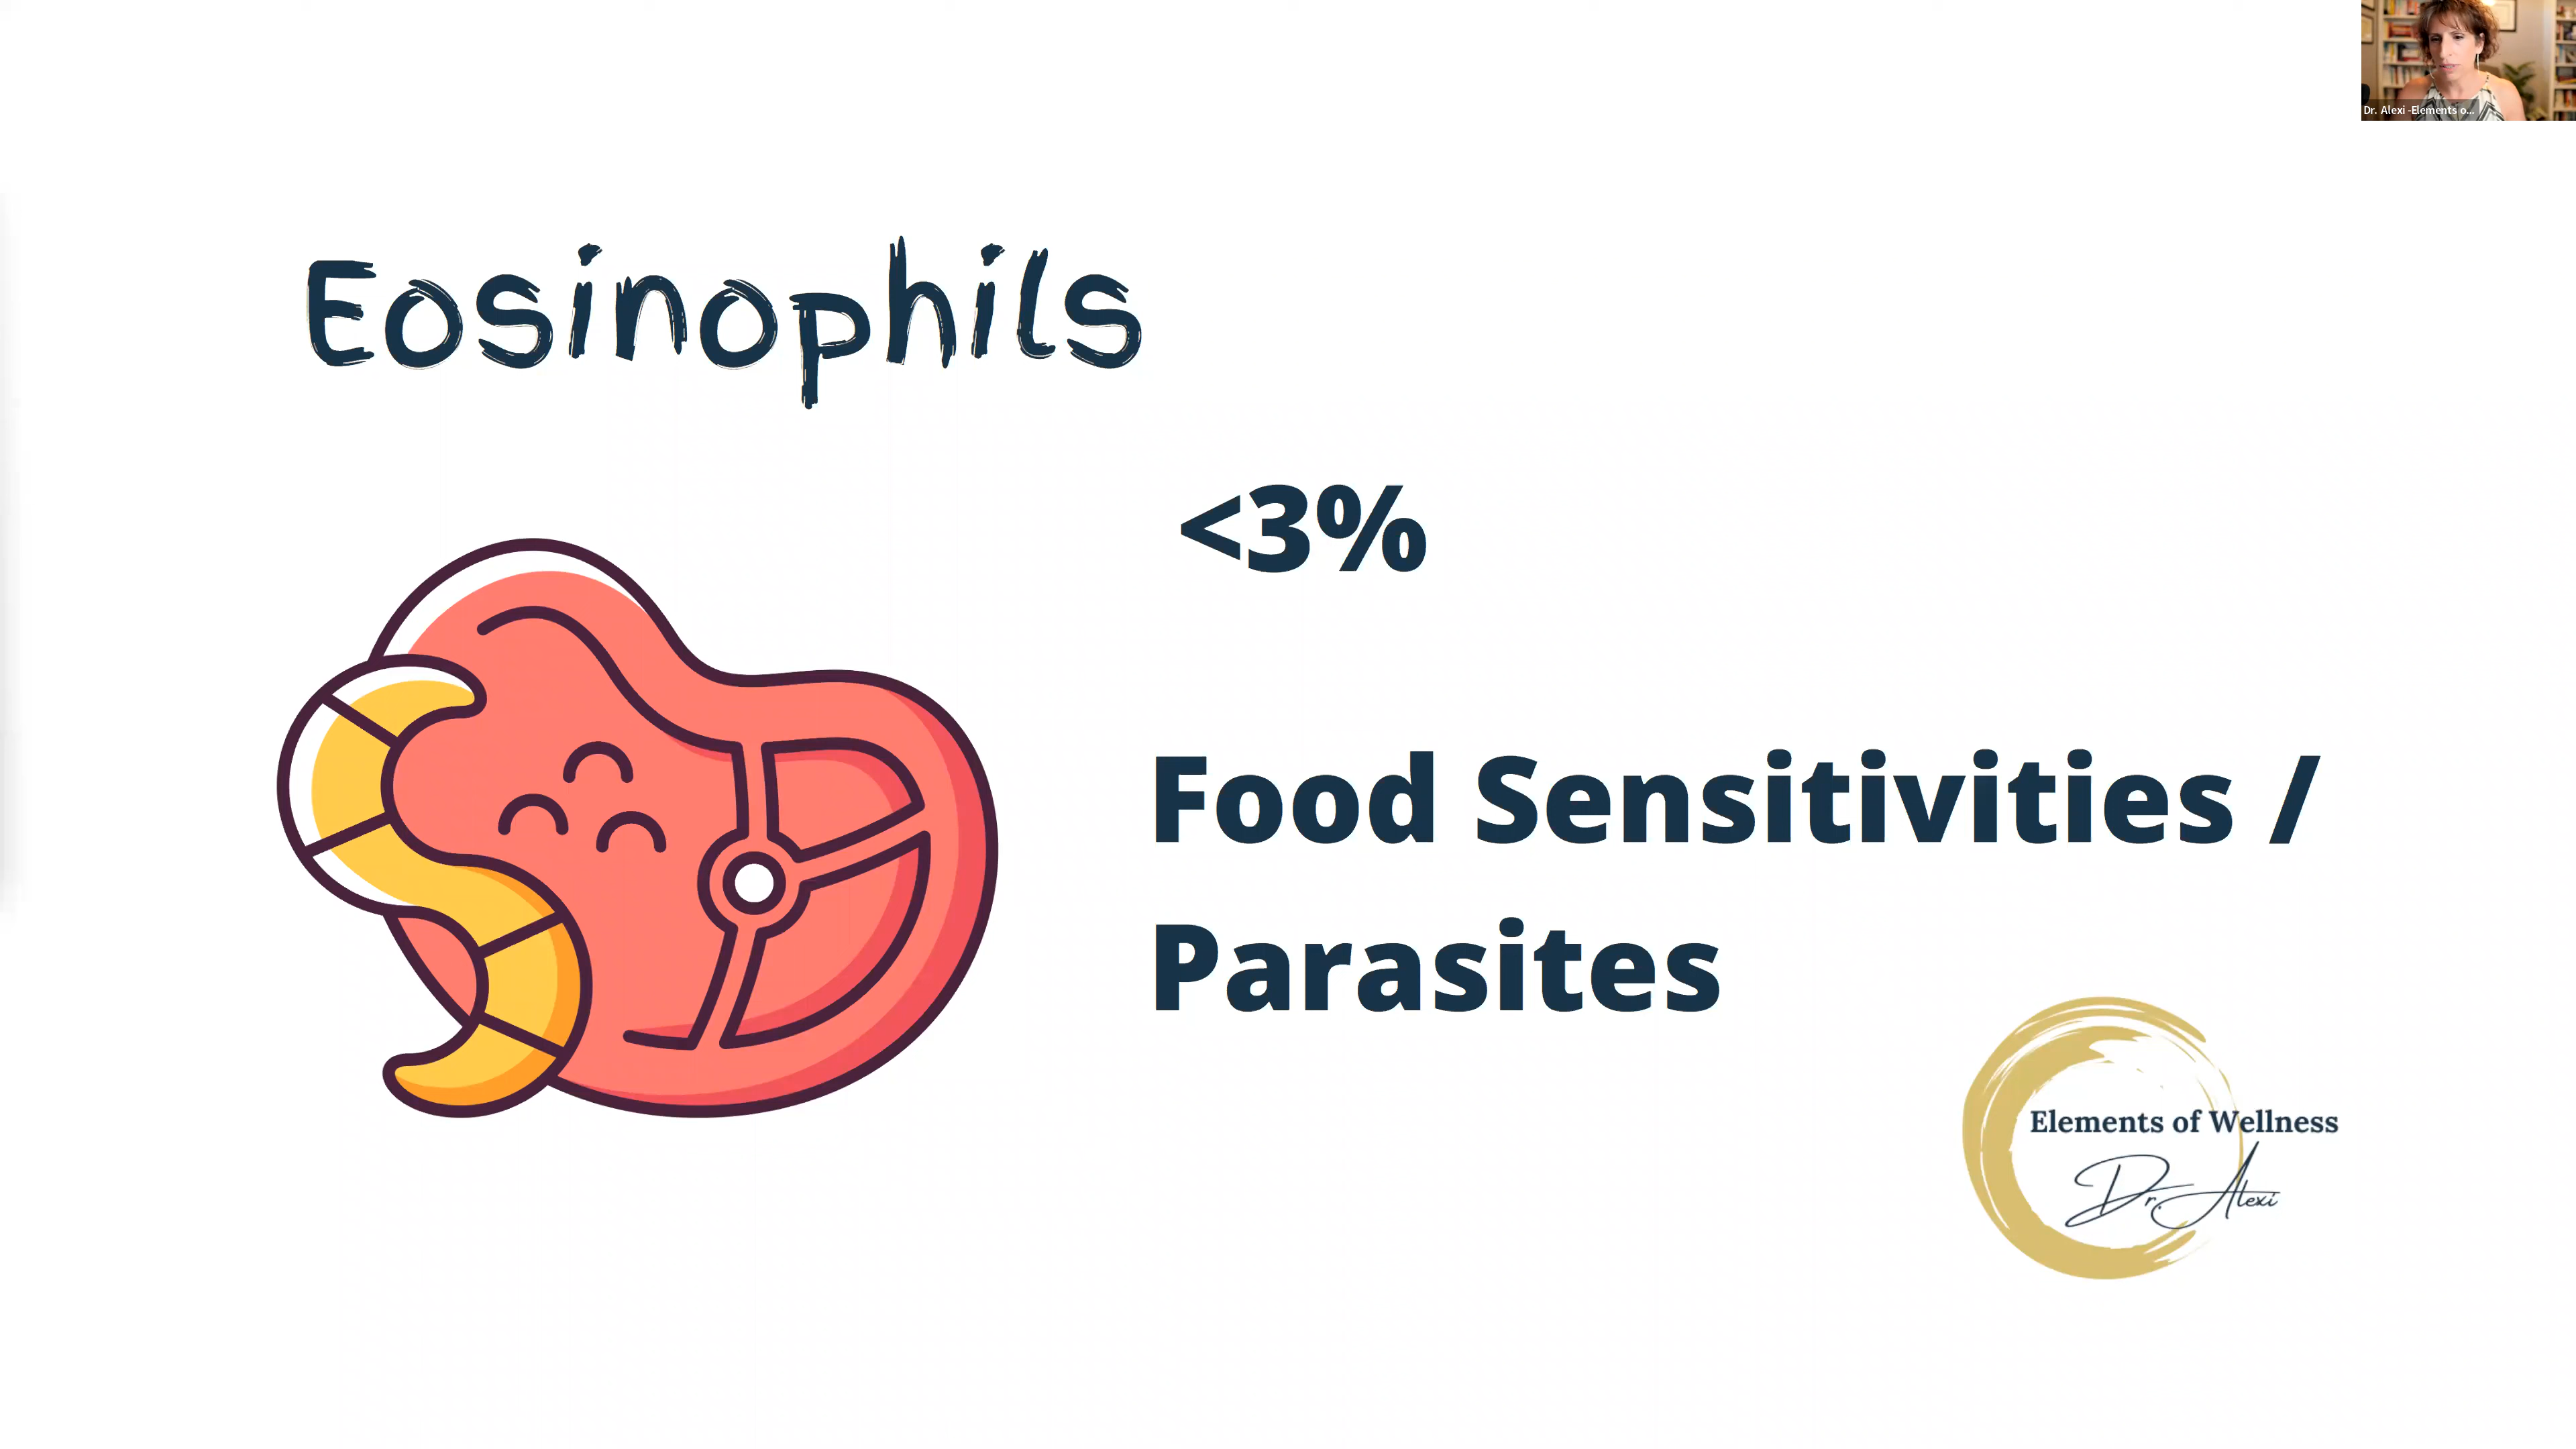 Dr. Alexi -Elements o...
Eosinophils
<3%
Food Sensitivities /
Parasites
Elements of Wellness
Dr. Alexi